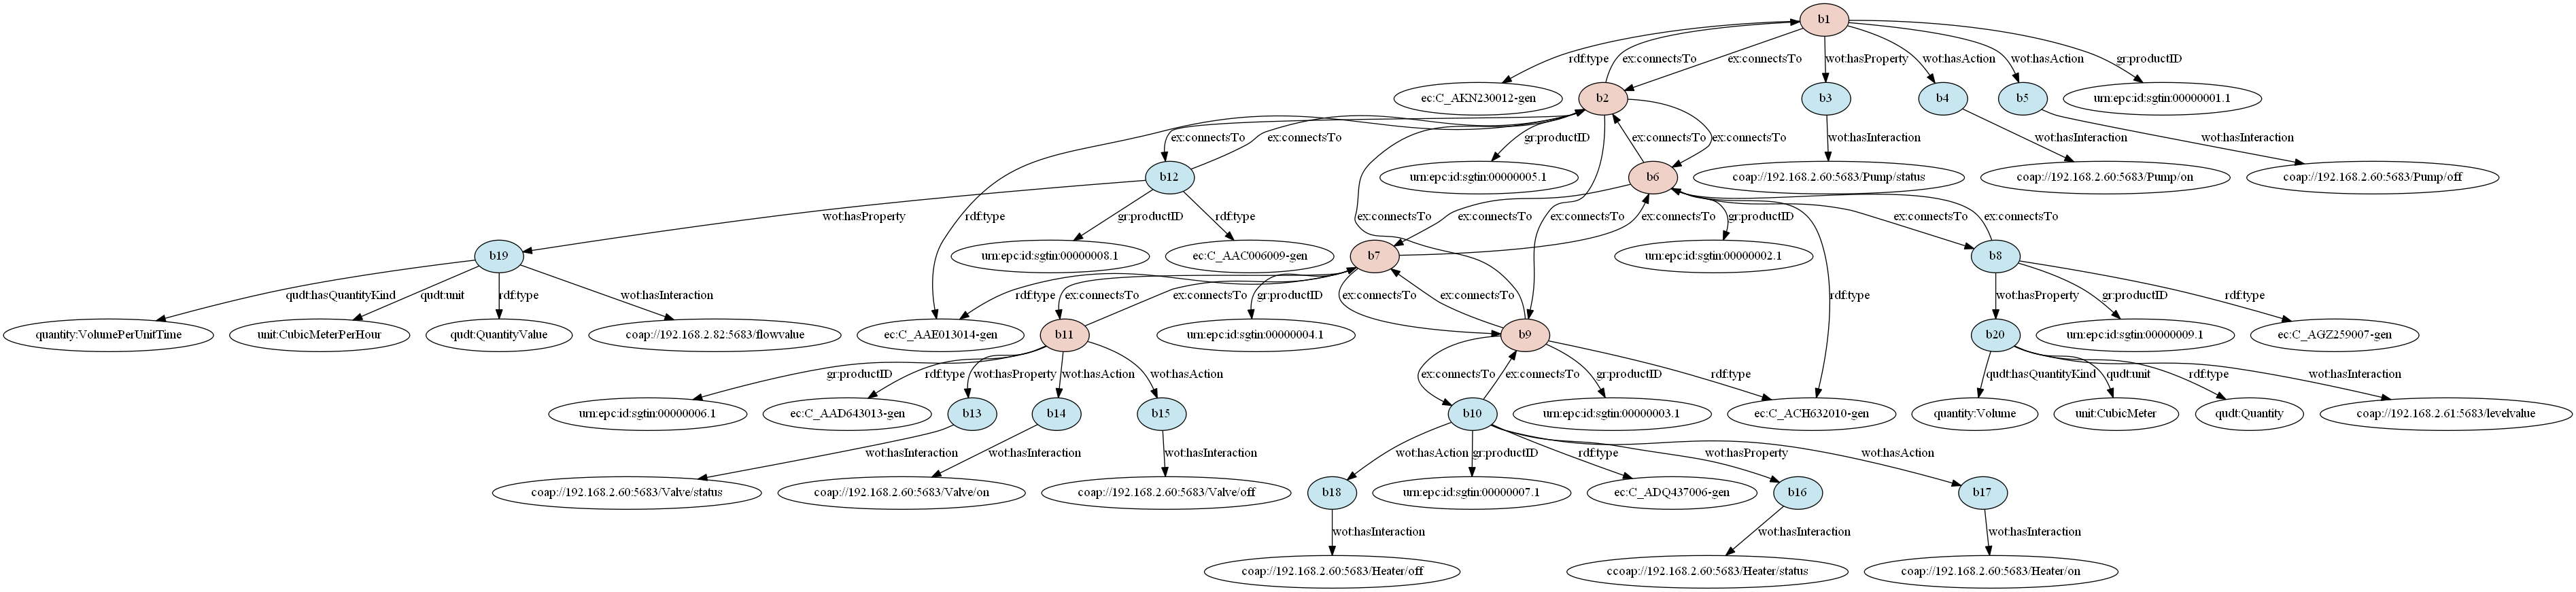 b1
rdf:type ex:connectsTo ex:connectsTo wot:hasProperty wot:hasAction wot:hasAction gr:productID
ec:C_AKN230012-gen b2 b3 b4 b5 urn:epc:id:sgtin:00000001.1
ex:connectsTo ex:connectsTo gr:productID ex:connectsTo ex:connectsTo wot:hasInteraction wot:hasInteraction wot:hasInteraction
b12 urn:epc:id:sgtin:00000005.1 b6 coap://192.168.2.60:5683/Pump/status coap://192.168.2.60:5683/Pump/on coap://192.168.2.60:5683/Pump/off
wot:hasProperty gr:productID rdf:type rdf:type ex:connectsTo ex:connectsTo ex:connectsTo ex:connectsTo gr:productID rdf:type ex:connectsTo ex:connectsTo
b19 urn:epc:id:sgtin:00000008.1 ec:C_AAC006009-gen b7 urn:epc:id:sgtin:00000002.1 b8
qudt:hasQuantityKind qudt:unit rdf:type wot:hasInteraction rdf:type ex:connectsTo ex:connectsTo gr:productID ex:connectsTo ex:connectsTo rdf:type wot:hasProperty gr:productID rdf:type
quantity:VolumePerUnitTime unit:CubicMeterPerHour qudt:QuantityValue coap://192.168.2.82:5683/flowvalue ec:C_AAE013014-gen b11 urn:epc:id:sgtin:00000004.1 b9 b20 urn:epc:id:sgtin:00000009.1 ec:C_AGZ259007-gen
gr:productID rdf:type wot:hasProperty wot:hasAction wot:hasAction ex:connectsTo ex:connectsTo gr:productID rdf:type qudt:hasQuantityKind qudt:unit rdf:type wot:hasInteraction
urn:epc:id:sgtin:00000006.1 ec:C_AAD643013-gen b13 b14 b15 b10 urn:epc:id:sgtin:00000003.1 ec:C_ACH632010-gen quantity:Volume unit:CubicMeter qudt:Quantity coap://192.168.2.61:5683/levelvalue
wot:hasInteraction wot:hasInteraction wot:hasInteraction wot:hasAction gr:productID rdf:type wot:hasProperty wot:hasAction
coap://192.168.2.60:5683/Valve/status coap://192.168.2.60:5683/Valve/on coap://192.168.2.60:5683/Valve/off b18 urn:epc:id:sgtin:00000007.1 ec:C_ADQ437006-gen b16 b17
wot:hasInteraction wot:hasInteraction wot:hasInteraction
coap://192.168.2.60:5683/Heater/off ccoap://192.168.2.60:5683/Heater/status coap://192.168.2.60:5683/Heater/on